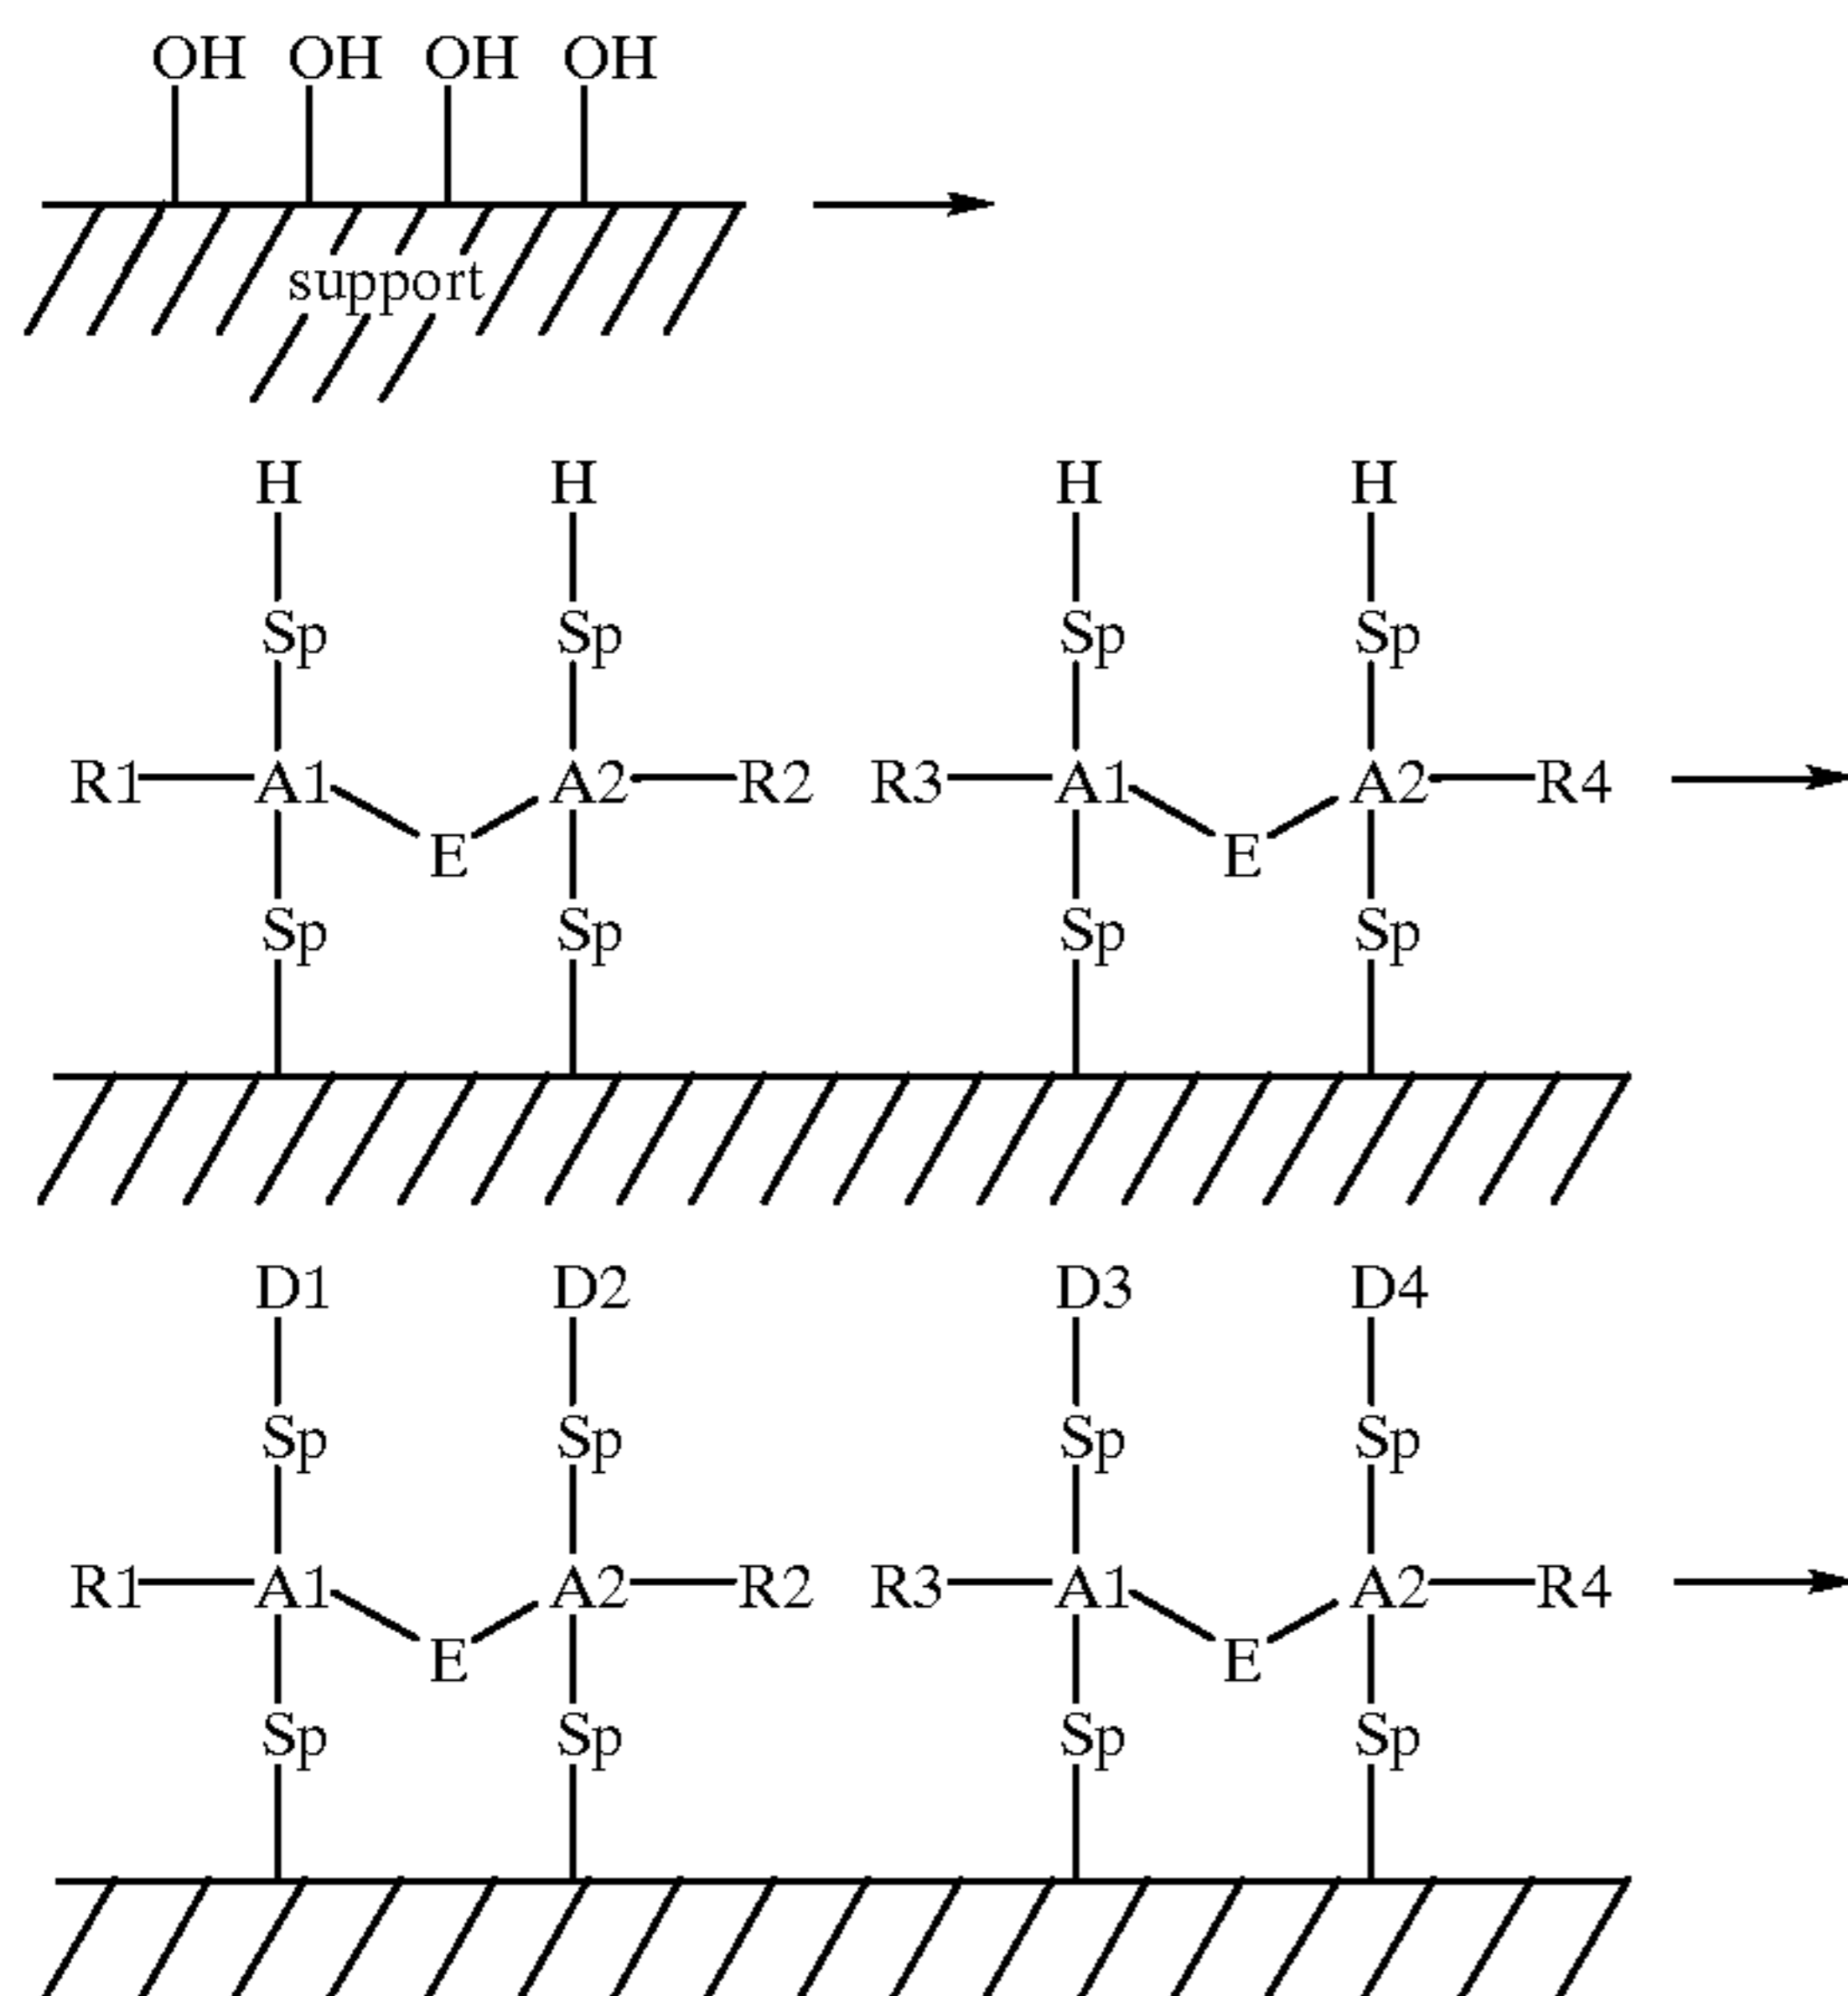 OH OH OH OH
support
H H H H
Sp Sp Sp Sp
R1 A1 A2 R2 R3 A1 A2 R4
E E
Sp Sp Sp Sp
D1 D2 D3 D4
Sp Sp Sp Sp
R1 A1 A2 R2 R3 A1 A2 R4
E E
Sp Sp Sp Sp